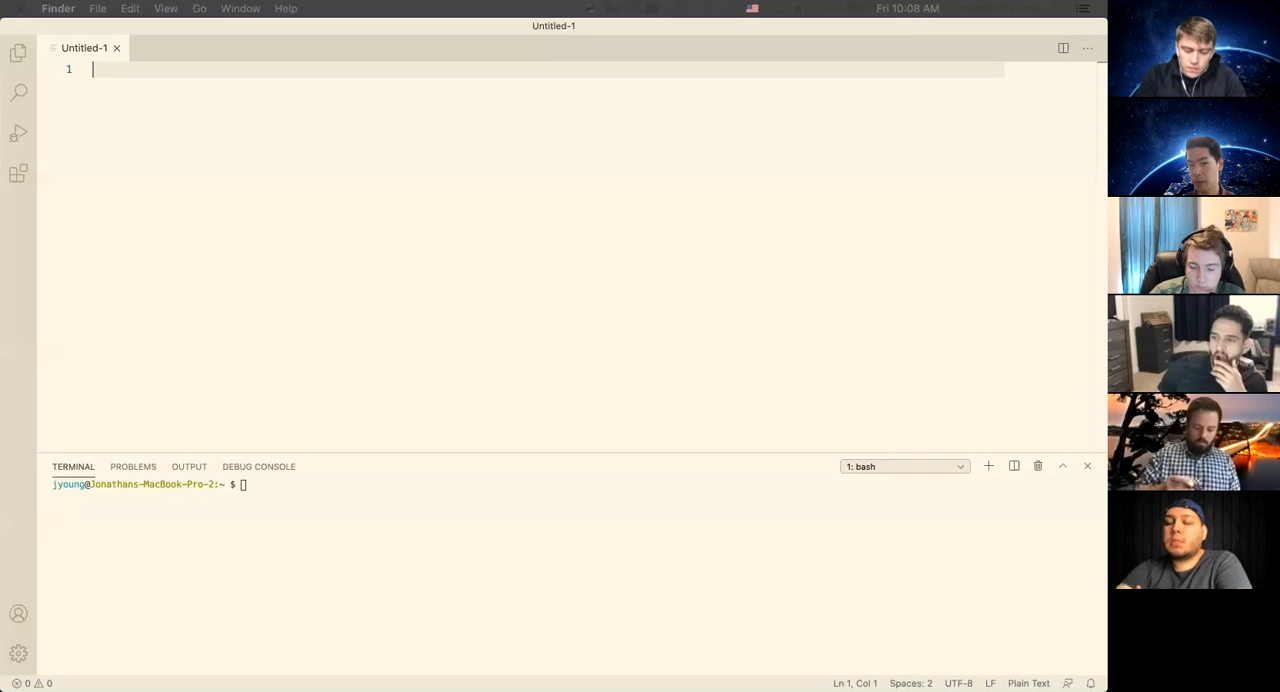 Finder File Edit View Go Window Help Fri 10:08 AM
Untitled-1
Untitled-1
1
TERMINAL PROBLEMS OUTPUT DEBUG CONSOLE 1: bash
jyoung@Jonathans-MacBook-Pro-2:~ $
0 0 Ln 1, Col 1 Spaces: 2 UTF-8 LF Plain Text